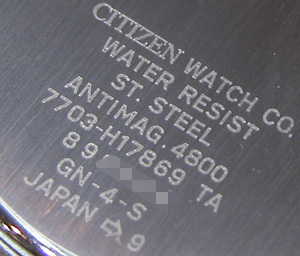 CITIZEN WATCH CO.
WATER RESIST
ST. STEEL
ANTIMAG. 4800
7703-H17869 TA
89
GN-4-S
JAPAN ⇨ 9